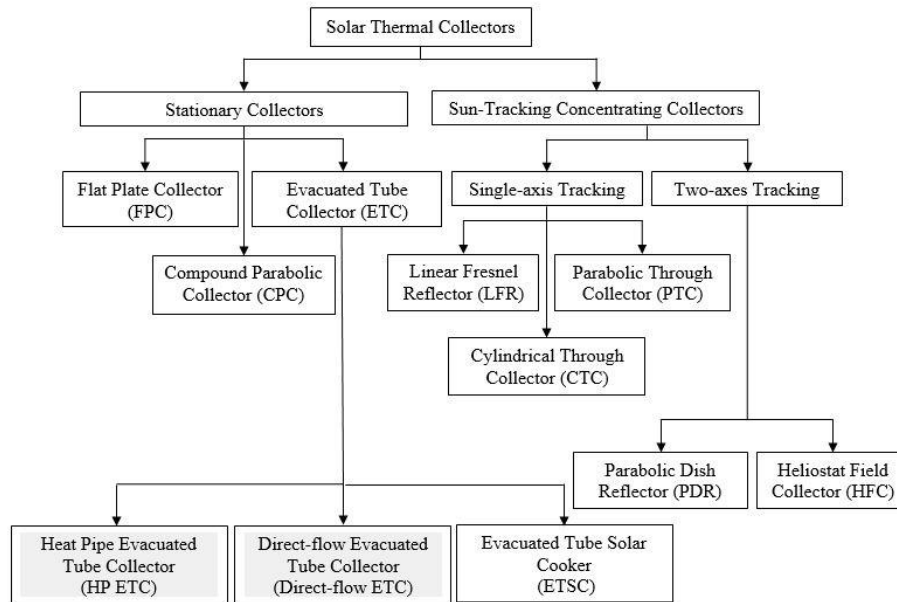 Solar Thermal Collectors
Stationary Collectors
Sun-Tracking Concentrating Collectors
Flat Plate Collector
(FPC)
Evacuated Tube
Collector (ETC)
Single-axis Tracking
Two-axes Tracking
Compound Parabolic
Collector (CPC)
Linear Fresnel
Reflector (LFR)
Parabolic Through
Collector (PTC)
Cylindrical Through
Collector (CTC)
Parabolic Dish
Reflector (PDR)
Heliostat Field
Collector (HFC)
Heat Pipe Evacuated
Tube Collector
(HP ETC)
Direct-flow Evacuated
Tube Collector
(Direct-flow ETC)
Evacuated Tube Solar
Cooker
(ETSC)